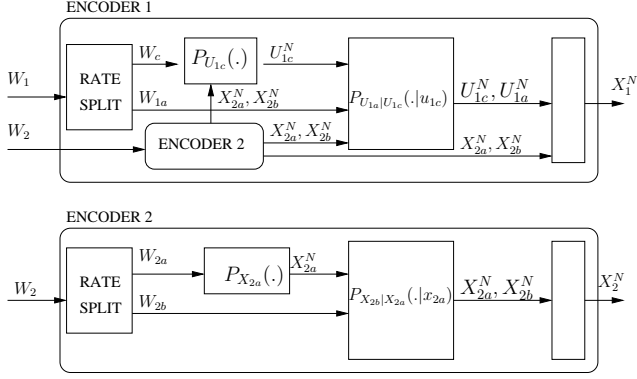 ENCODER 1
W_1
RATE SPLIT
W_c
P_{U_{1c}}(.)
U_{1c}^N
W_{1a}
X_{2a}^N, X_{2b}^N
P_{U_{1a}|U_{1c}}(.|u_{1c})
U_{1c}^N, U_{1a}^N
X_1^N
W_2
ENCODER 2
X_{2a}^N, X_{2b}^N
X_{2a}^N, X_{2b}^N
ENCODER 2
W_2
RATE SPLIT
W_{2a}
P_{X_{2a}}(.)
X_{2a}^N
W_{2b}
P_{X_{2b}|X_{2a}}(.|x_{2a})
X_{2a}^N, X_{2b}^N
X_2^N